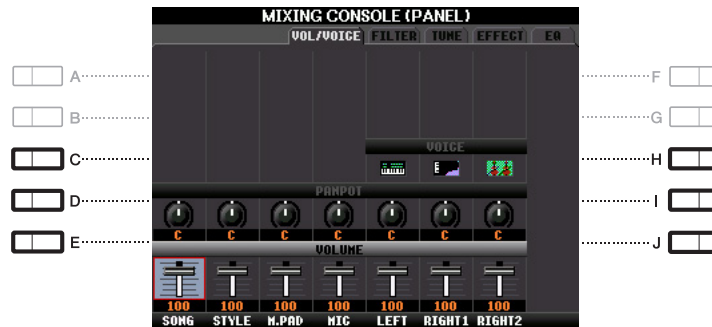 MIXING CONSOLE (PANEL)
VOL/VOICE FILTER TUNE EFFECT EQ
A F
B G
VOICE
C H
PANPOT
D I
C C C C C C C
E J
VOLUME
100 100 100 100 100 100 100
SONG STYLE M.PAD MIC LEFT RIGHT1 RIGHT2